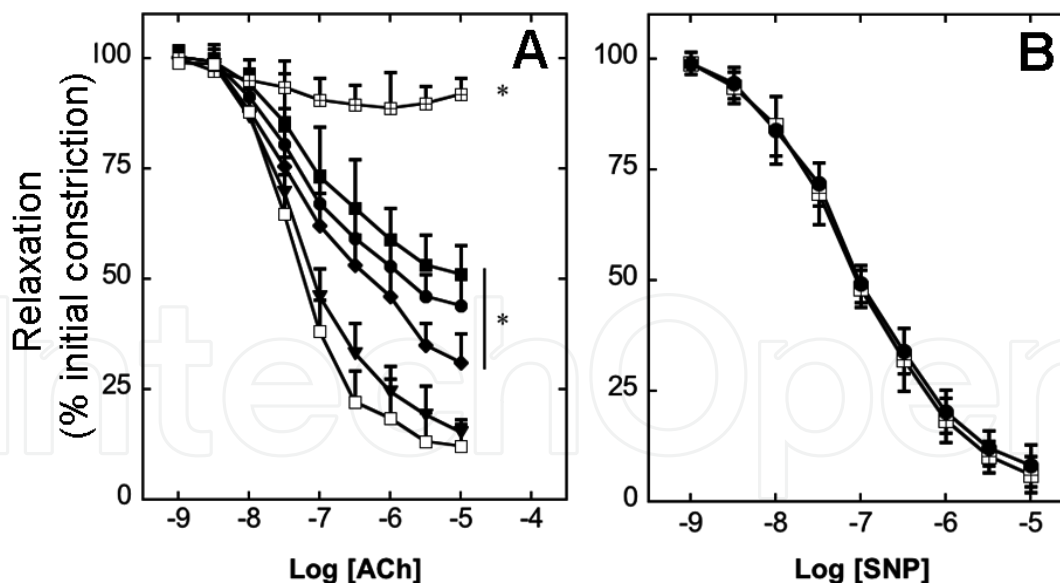 A
B
Relaxation
(% initial constriction)
100
75
50
25
0
*
*
-9 -8 -7 -6 -5 -4
Log [ACh]
100
75
50
25
0
-9 -8 -7 -6 -5
Log [SNP]
IntechOpen